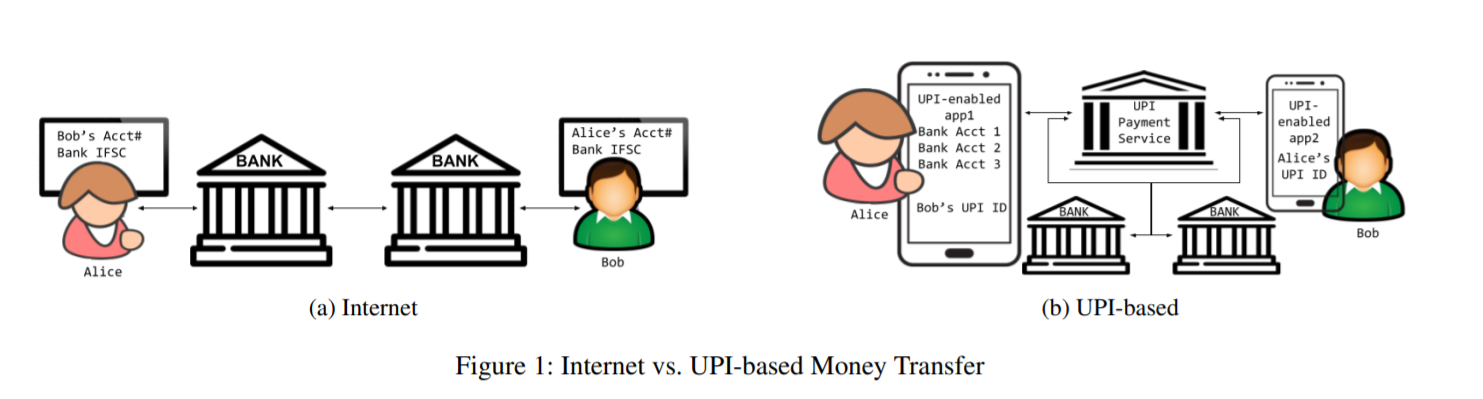 Bob's Acct#
Bank IFSC
BANK
BANK
Alice's Acct#
Bank IFSC
Alice
Bob
(a) Internet
UPI-enabled
app1
Bank Acct 1
Bank Acct 2
Bank Acct 3
Bob's UPI ID
Alice
UPI
Payment
Service
BANK
BANK
UPI-
enabled
app2
Alice's
UPI ID
Bob
(b) UPI-based
Figure 1: Internet vs. UPI-based Money Transfer